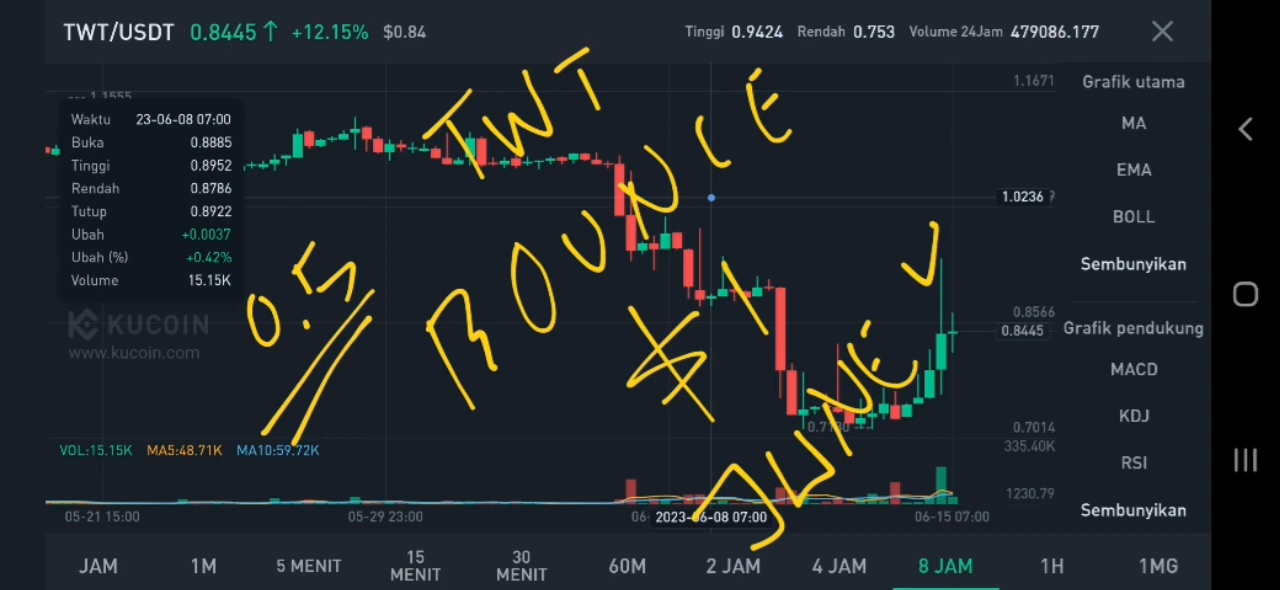 TWT/USDT 0.8445↑ +12.15% $0.84 Tinggi 0.9424 Rendah 0.753 Volume 24Jam 479086.177
1.1555
Waktu 23-06-08 07:00
Buka 0.8885
Tinggi 0.8952
Rendah 0.8786
Tutup 0.8922
Ubah +0.0037
Ubah (%) +0.42%
Volume 15.15K
KUCOIN
www.kucoin.com
TWT
BOUNCE
$1
JUNE
0.5
1.1671
1.0236
0.8566
0.8445
0.7014
335.40K
1230.79
VOL:15.15K MA5:48.71K MA10:59.72K
05-21 15:00 05-29 23:00 06- 2023-06-08 07:00 06-15 07:00
Grafik utama
MA
EMA
BOLL
Sembunyikan
Grafik pendukung
MACD
KDJ
RSI
Sembunyikan
JAM 1M 5 MENIT 15 MENIT 30 MENIT 60M 2 JAM 4 JAM 8 JAM 1H 1MG